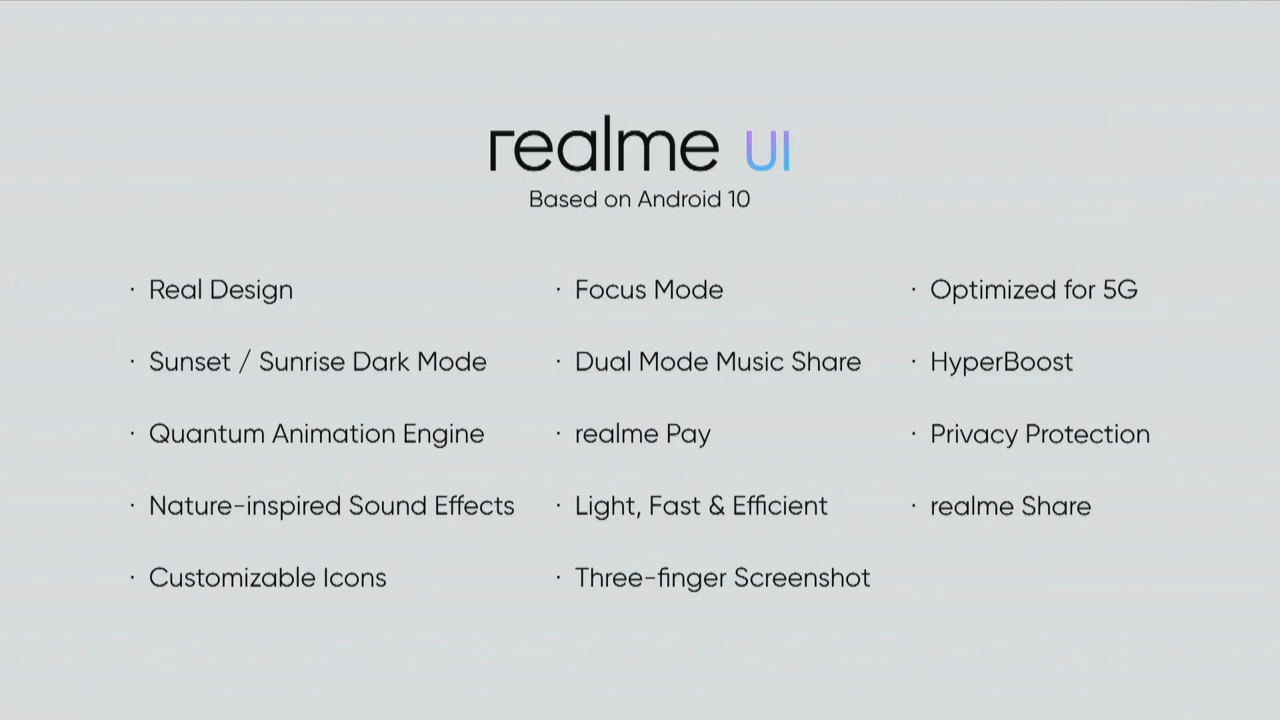 realme UI
Based on Android 10
· Real Design
· Sunset / Sunrise Dark Mode
· Quantum Animation Engine
· Nature-inspired Sound Effects
· Customizable Icons
· Focus Mode
· Dual Mode Music Share
· realme Pay
· Light, Fast & Efficient
· Three-finger Screenshot
· Optimized for 5G
· HyperBoost
· Privacy Protection
· realme Share